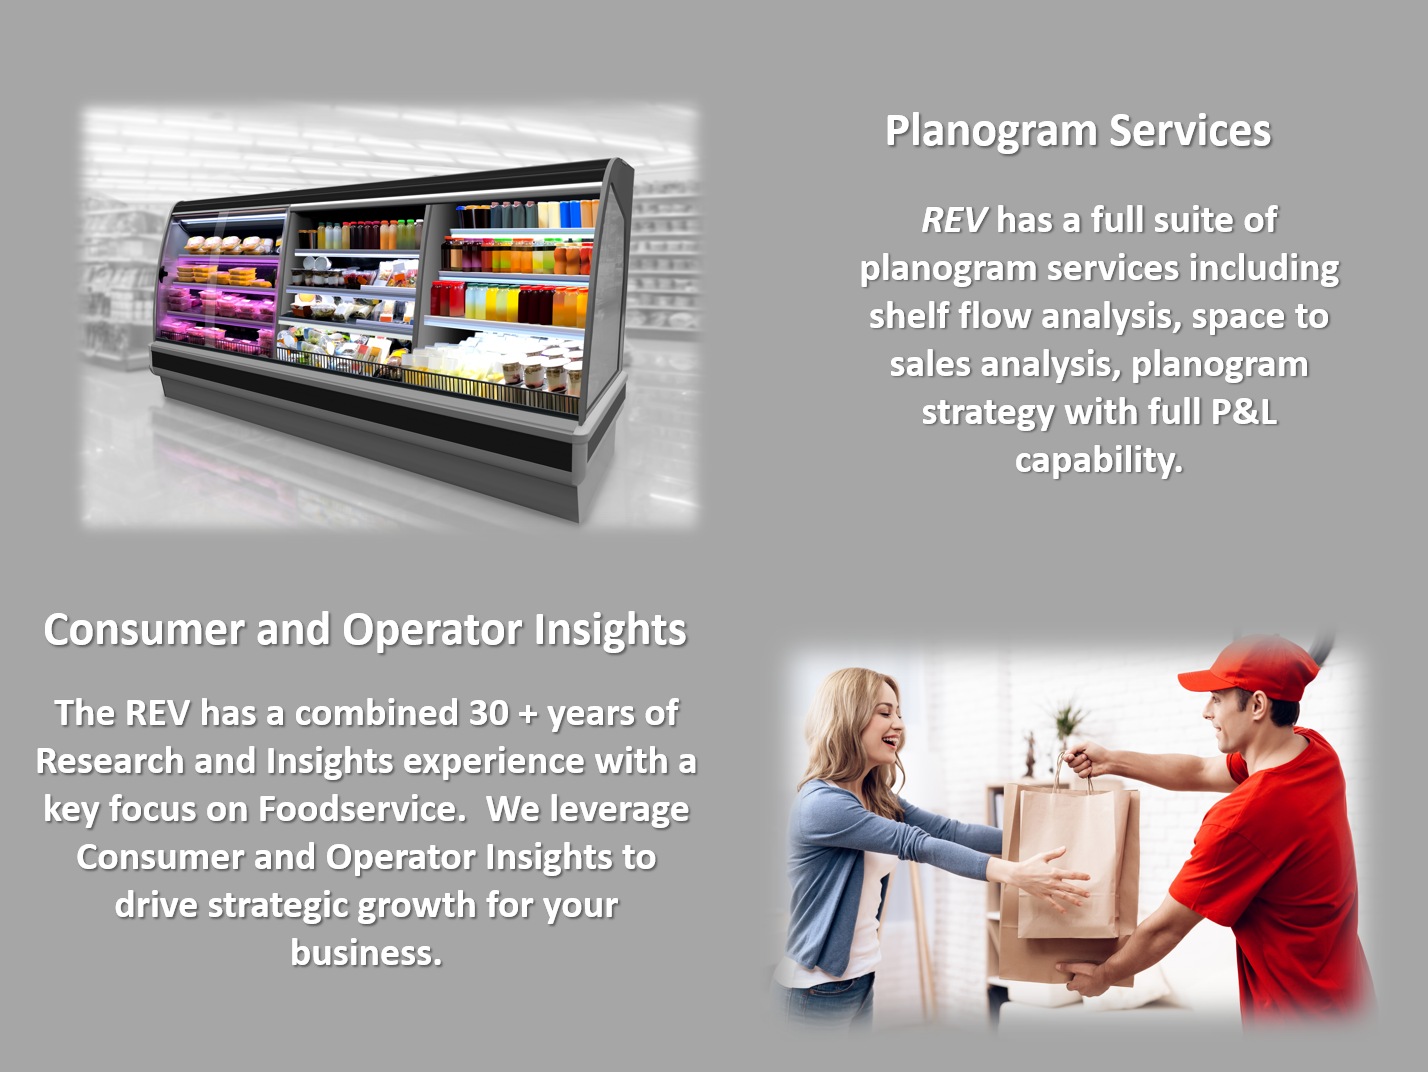 Planogram Services
REV has a full suite of
planogram services including
shelf flow analysis, space to
sales analysis, planogram
strategy with full P&L
capability.
Consumer and Operator Insights
The REV has a combined 30 + years of
Research and Insights experience with a
key focus on Foodservice.  We leverage
Consumer and Operator Insights to
drive strategic growth for your
business.